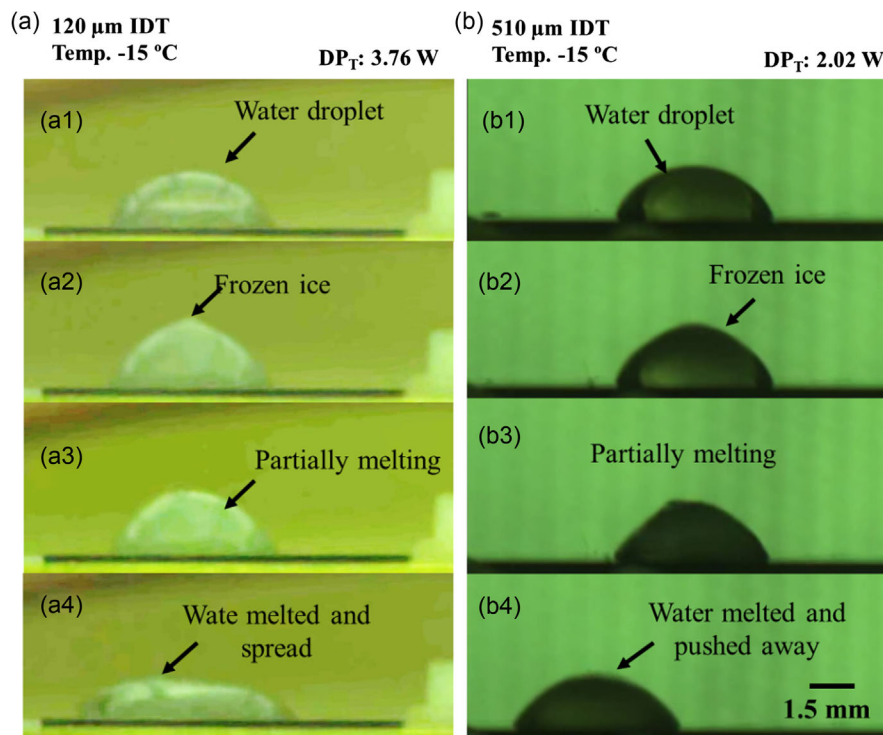 (a) 120 µm IDT
Temp. -15 ºC
DPT: 3.76 W
(a1)
Water droplet
(a2)
Frozen ice
(a3)
Partially melting
(a4)
Wate melted and
spread
(b) 510 µm IDT
Temp. -15 ºC
DPT: 2.02 W
(b1)
Water droplet
(b2)
Frozen ice
(b3)
Partially melting
(b4)
Water melted and
pushed away
1.5 mm